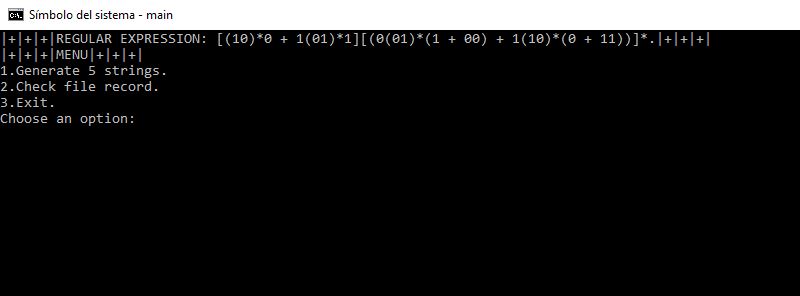 Símbolo del sistema - main
|+|+|+|REGULAR EXPRESSION: [(10)*0 + 1(01)*1][(0(01)*(1 + 00) + 1(10)*(0 + 11))]*.|+|+|+|
|+|+|+|MENU|+|+|+|
1.Generate 5 strings.
2.Check file record.
3.Exit.
Choose an option: